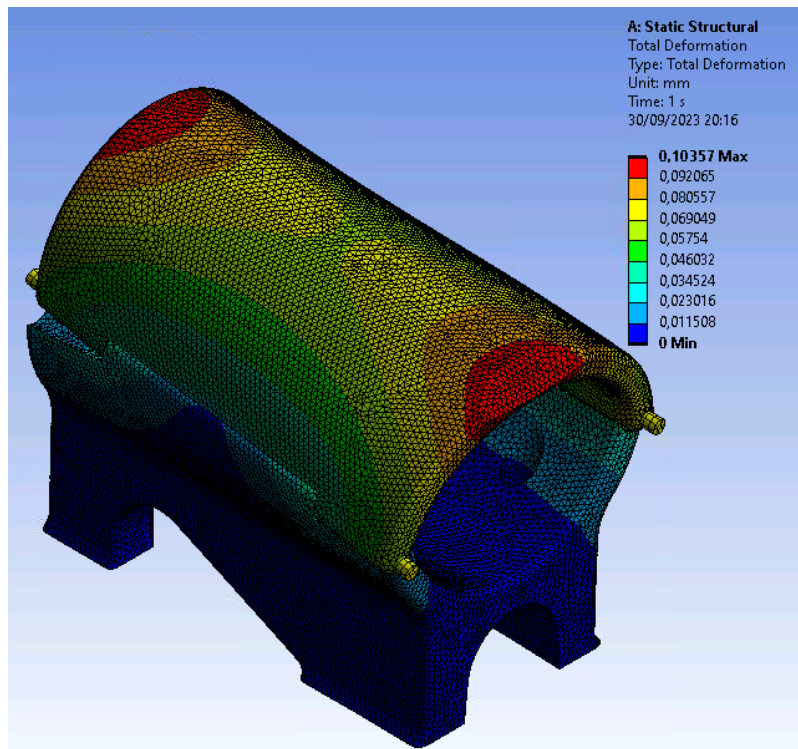 A: Static Structural
Total Deformation
Type: Total Deformation
Unit: mm
Time: 1 s
30/09/2023 20:16
0,10357 Max
0,092065
0,080557
0,069049
0,05754
0,046032
0,034524
0,023016
0,011508
0 Min